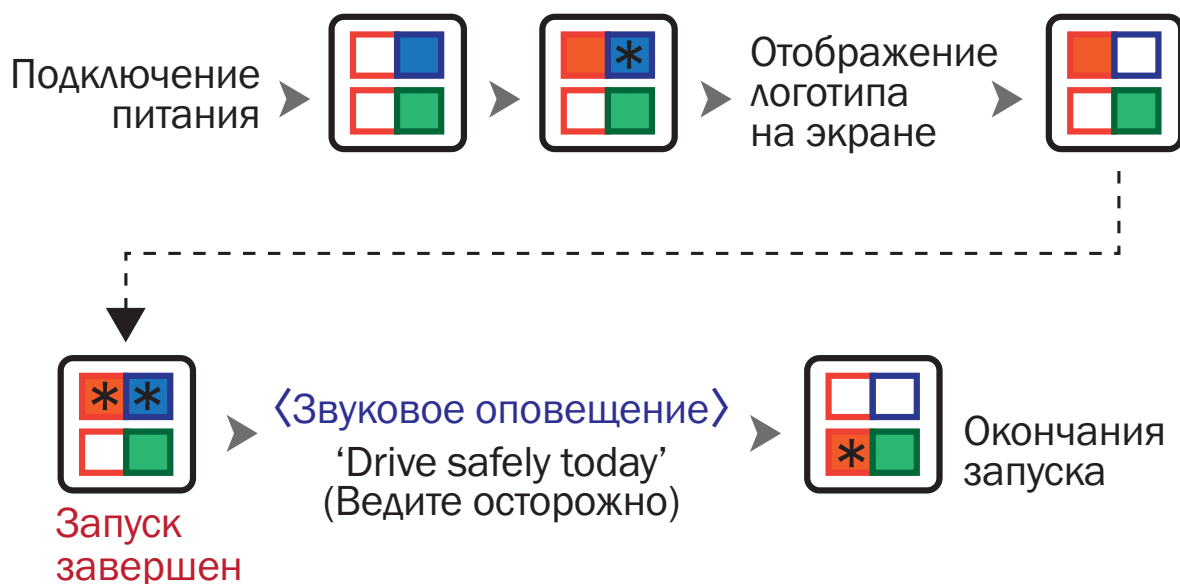 Подключение
питания
*
Отображение
логотипа
на экране
* *
Запуск
завершен
〈Звуковое оповещение〉
‘Drive safely today’
(Ведите осторожно)
*
Окончания
запуска